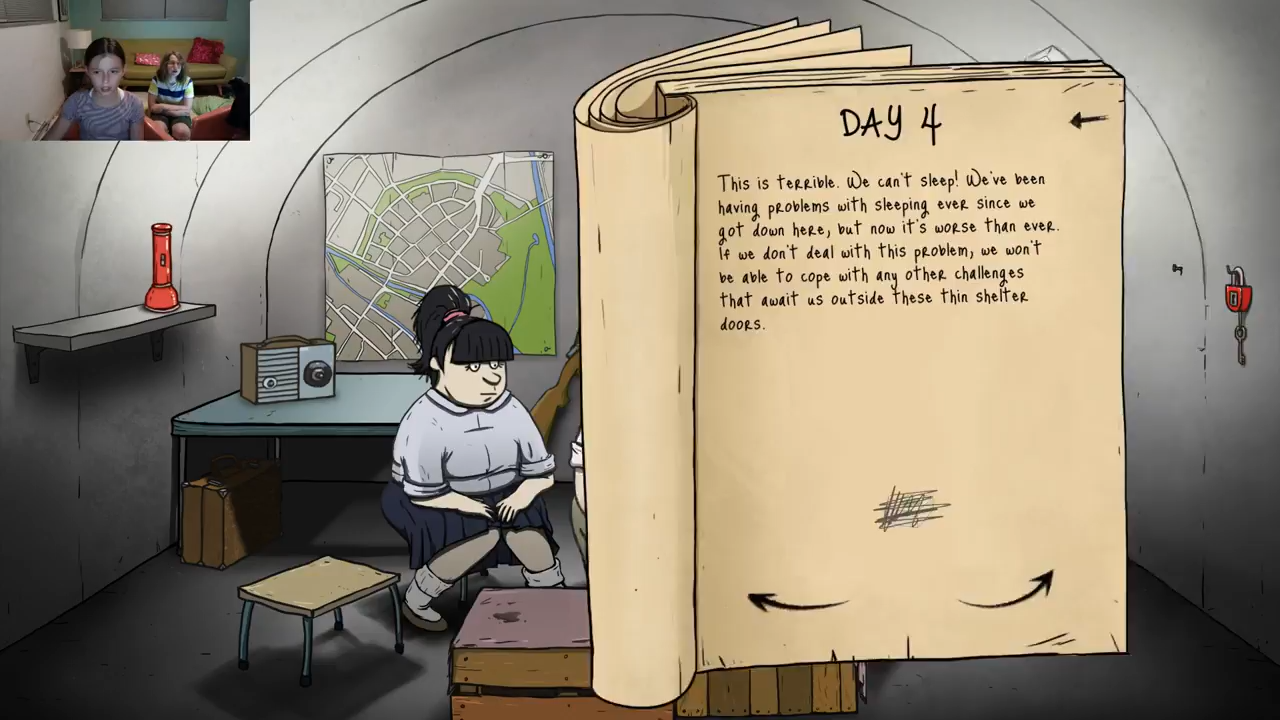 DAY 4
This is terrible. We can't sleep! We've been
having problems with sleeping ever since we
got down here, but now it's worse than ever.
If we don't deal with this problem, we won't
be able to cope with any other challenges
that await us outside these thin shelter
doors.